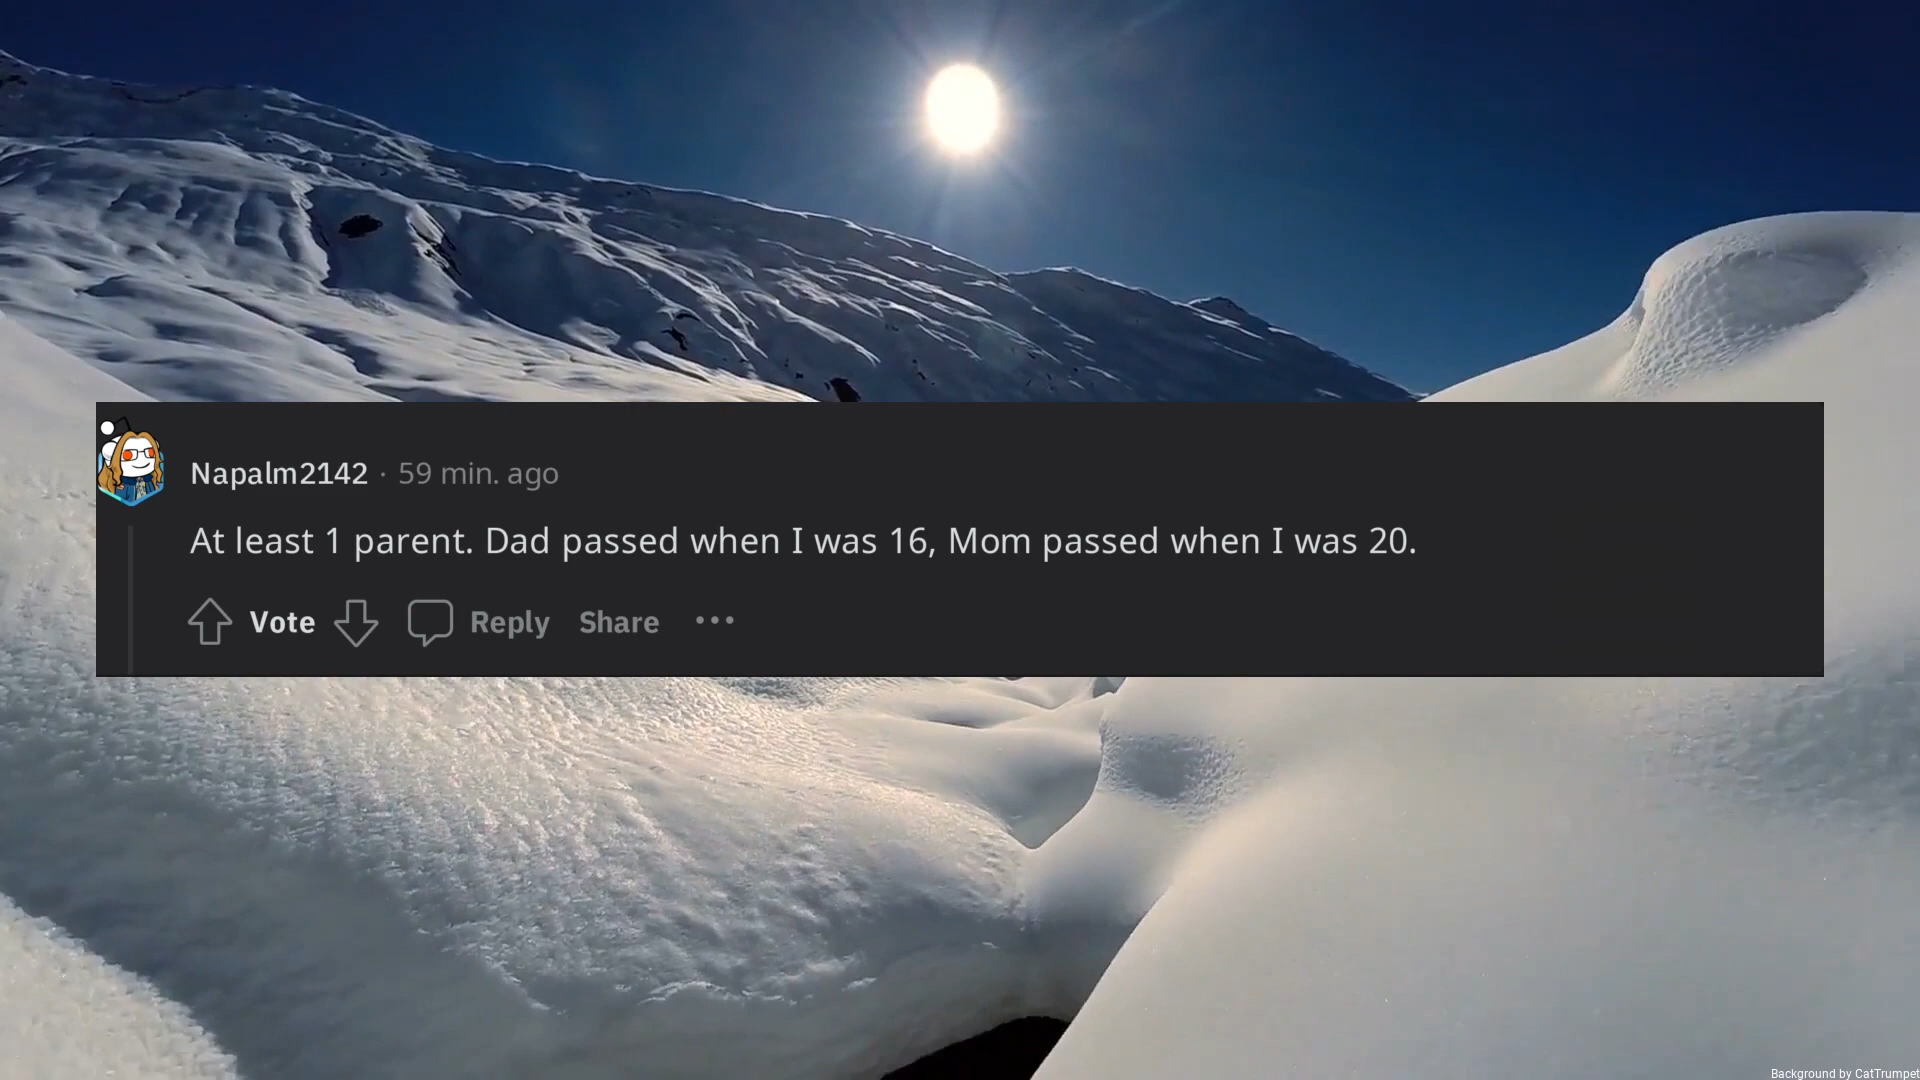 Napalm2142 · 59 min. ago
At least 1 parent. Dad passed when I was 16, Mom passed when I was 20.
Vote Reply Share ···
Background by CatTrumpet